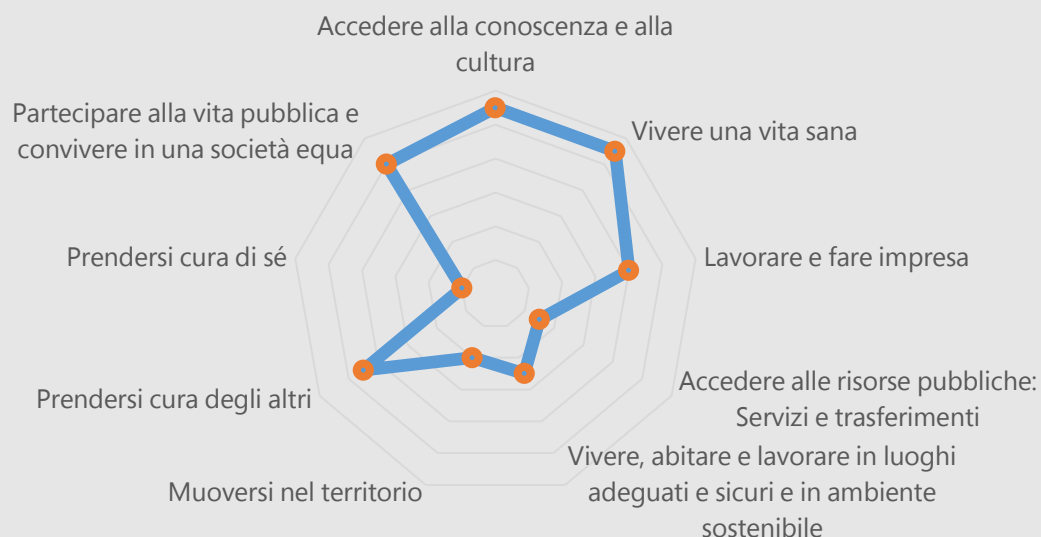 Accedere alla conoscenza e alla
cultura
Vivere una vita sana
Lavorare e fare impresa
Accedere alle risorse pubbliche:
Servizi e trasferimenti
Vivere, abitare e lavorare in luoghi
adeguati e sicuri e in ambiente
sostenibile
Muoversi nel territorio
Prendersi cura degli altri
Prendersi cura di sé
Partecipare alla vita pubblica e
convivere in una società equa